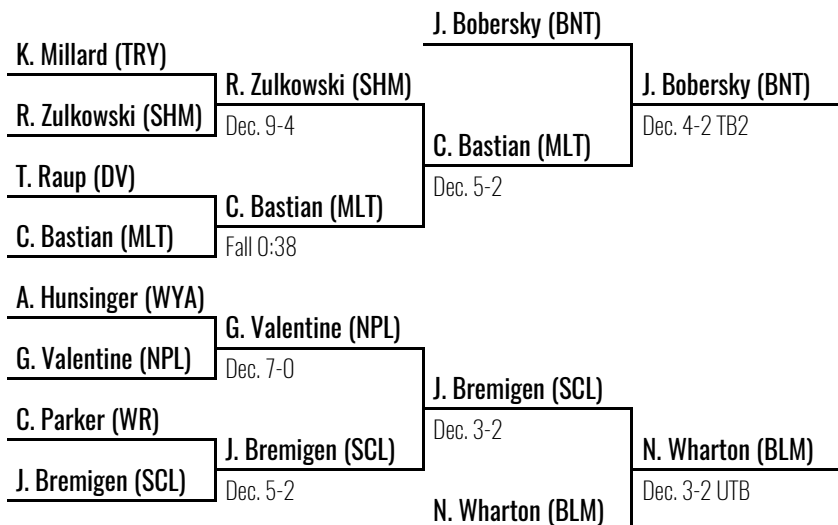 J. Bobersky (BNT)
K. Millard (TRY)
R. Zulkowski (SHM)
J. Bobersky (BNT)
R. Zulkowski (SHM)
Dec. 9-4
Dec. 4-2 TB2
C. Bastian (MLT)
T. Raup (DV)
Dec. 5-2
C. Bastian (MLT)
C. Bastian (MLT)
Fall 0:38
A. Hunsinger (WYA)
G. Valentine (NPL)
G. Valentine (NPL)
Dec. 7-0
J. Bremigen (SCL)
C. Parker (WR)
Dec. 3-2
J. Bremigen (SCL)
N. Wharton (BLM)
J. Bremigen (SCL)
Dec. 5-2
Dec. 3-2 UTB
N. Wharton (BLM)